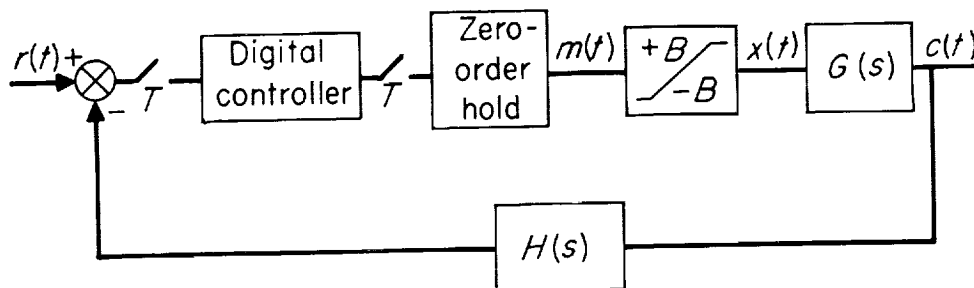 r(t) +
-
T
Digital
controller
T
Zero-
order
hold
m(t)
+B
-B
x(t)
G(s)
c(t)
H(s)